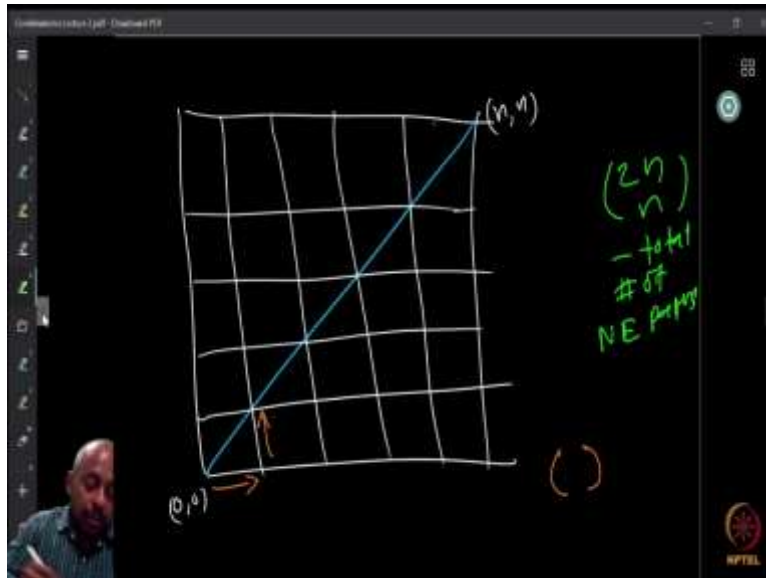 (n, n)
(2n
n)
- total
# of
NE
(0,0)
( )
NPTEL